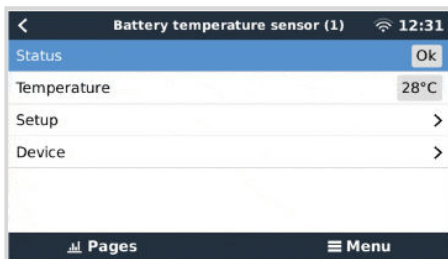 Battery temperature sensor (1) 12:31
Status Ok
Temperature 28°C
Setup
Device
Pages Menu